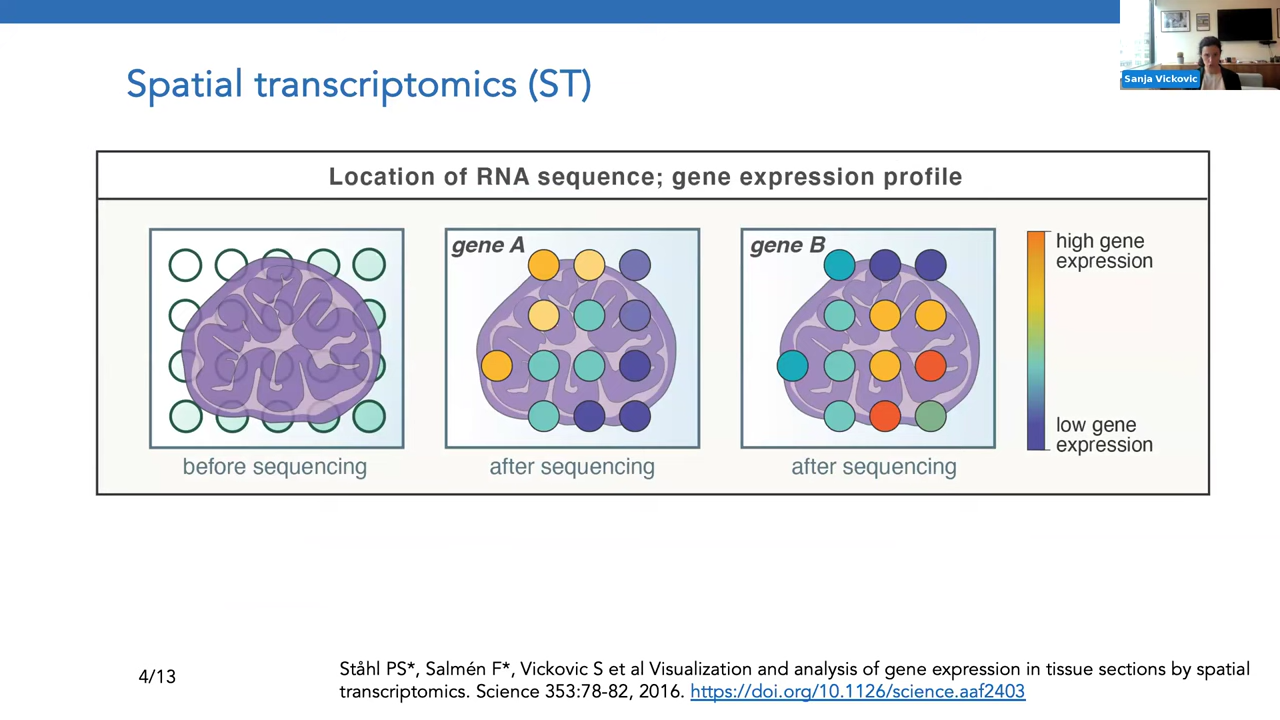 Sanja Vickovic
Spatial transcriptomics (ST)
Location of RNA sequence; gene expression profile
gene A
gene B
high gene
expression
low gene
expression
before sequencing
after sequencing
after sequencing
4/13
Ståhl PS*, Salmén F*, Vickovic S et al Visualization and analysis of gene expression in tissue sections by spatial
transcriptomics. Science 353:78-82, 2016. https://doi.org/10.1126/science.aaf2403